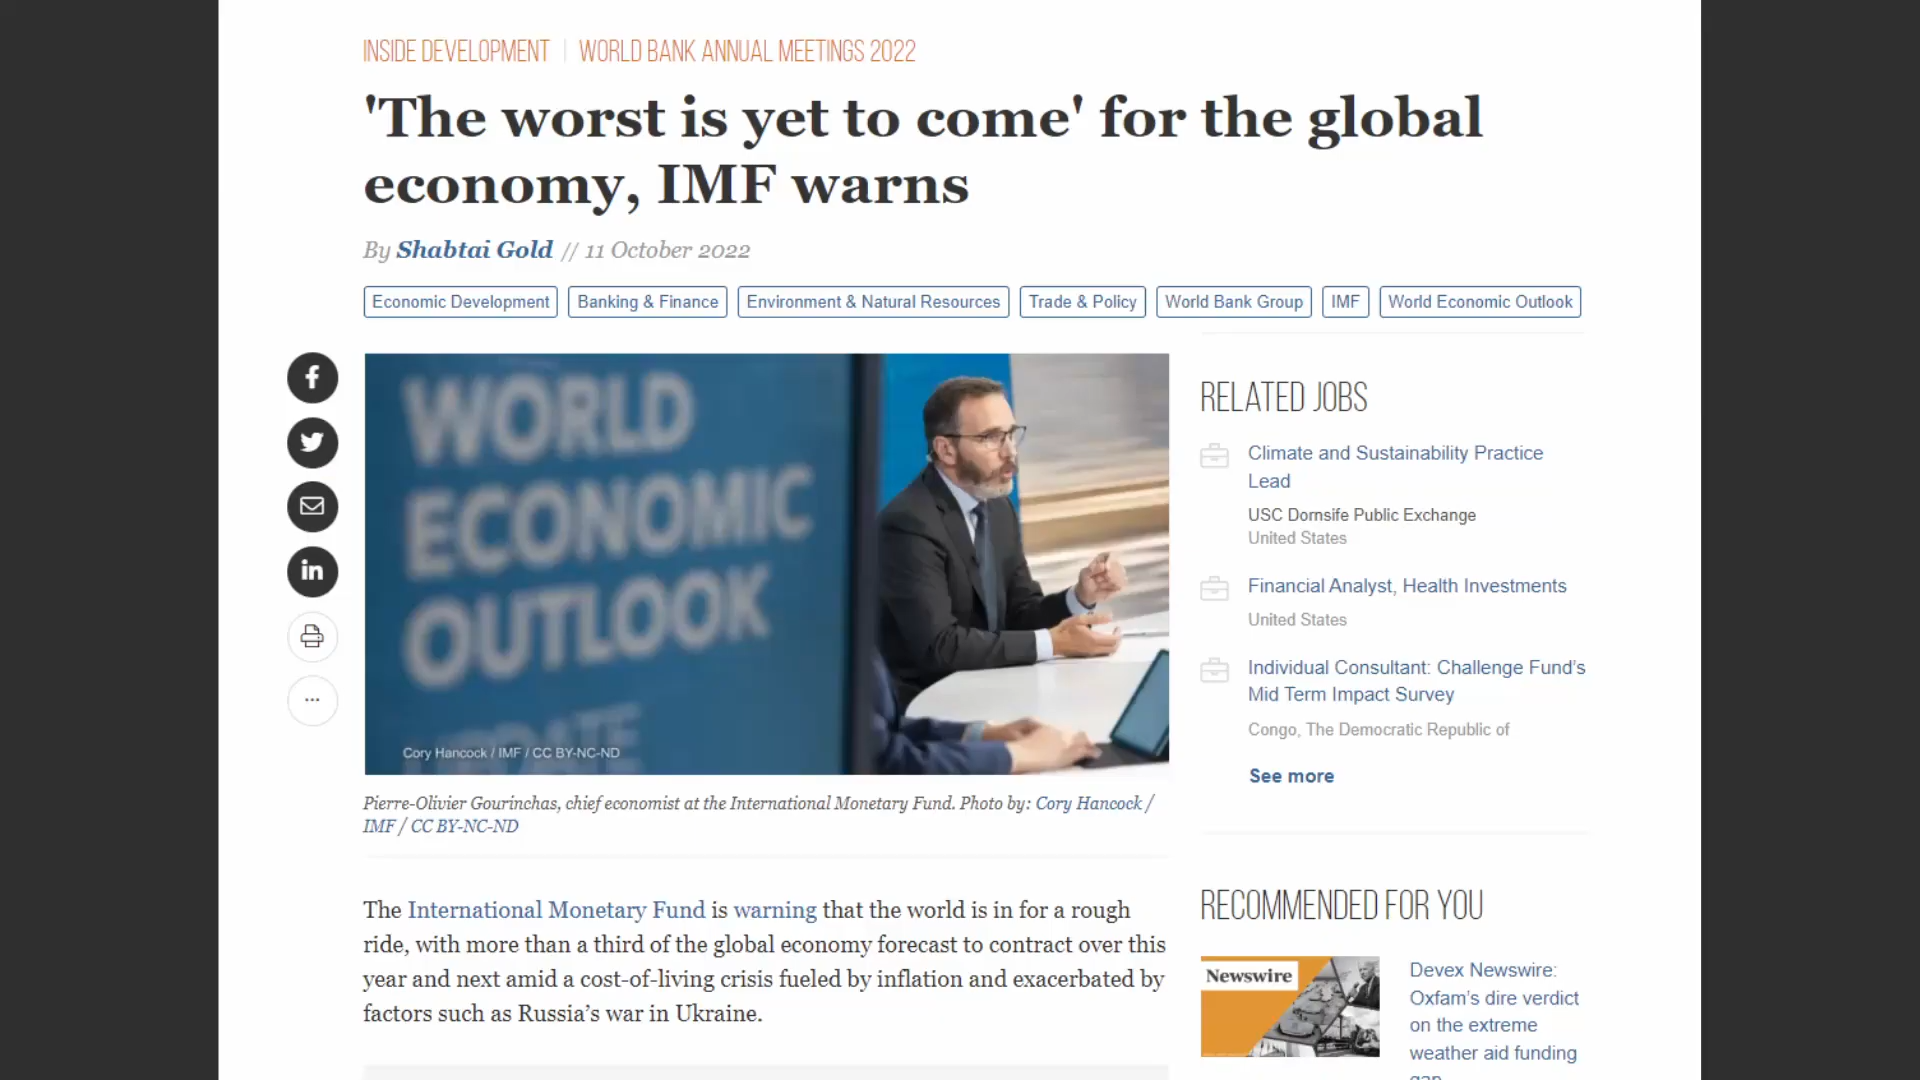 INSIDE DEVELOPMENT | WORLD BANK ANNUAL MEETINGS 2022
'The worst is yet to come' for the global
economy, IMF warns
By Shabtai Gold // 11 October 2022
Economic Development Banking & Finance Environment & Natural Resources Trade & Policy World Bank Group IMF World Economic Outlook
WORLD
ECONOMIC
OUTLOOK
UPDATE
Cory Hancock / IMF / CC BY-NC-ND
Pierre-Olivier Gourinchas, chief economist at the International Monetary Fund. Photo by: Cory Hancock /
IMF / CC BY-NC-ND
The International Monetary Fund is warning that the world is in for a rough
ride, with more than a third of the global economy forecast to contract over this
year and next amid a cost-of-living crisis fueled by inflation and exacerbated by
factors such as Russia’s war in Ukraine.
RELATED JOBS
Climate and Sustainability Practice
Lead
USC Dornsife Public Exchange
United States
Financial Analyst, Health Investments
United States
Individual Consultant: Challenge Fund’s
Mid Term Impact Survey
Congo, The Democratic Republic of
See more
RECOMMENDED FOR YOU
Newswire
Devex Newswire:
Oxfam’s dire verdict
on the extreme
weather aid funding
gap